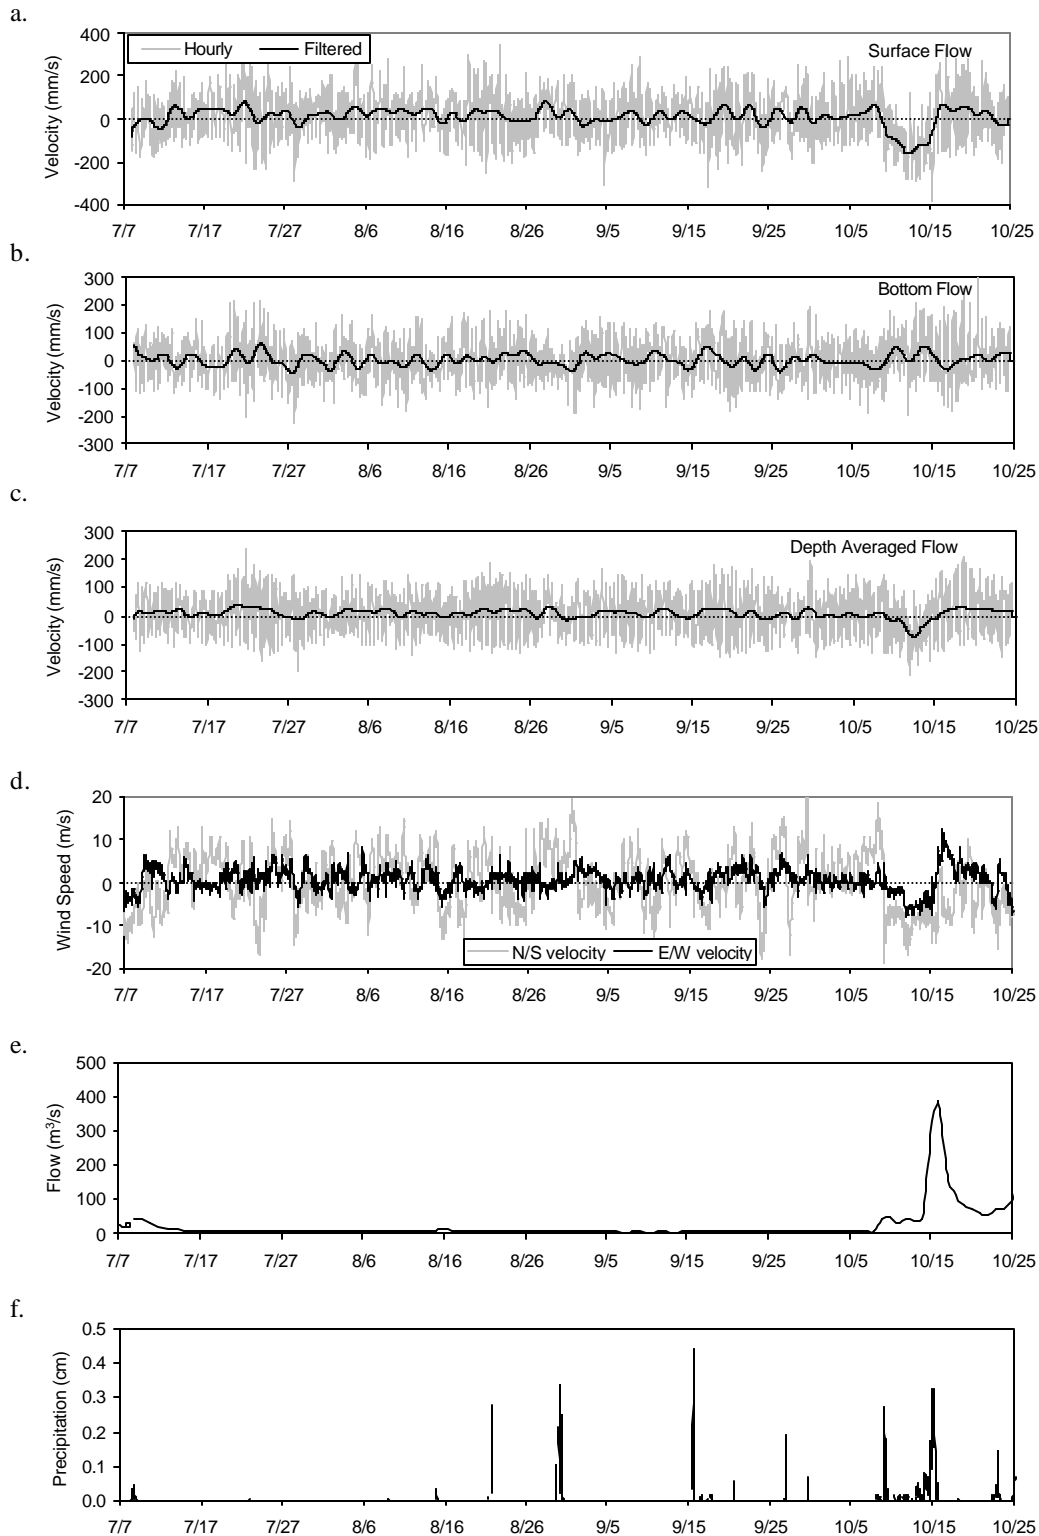 a.
Velocity (mm/s)
400
200
0
-200
-400
Hourly Filtered
Surface Flow
7/7 7/17 7/27 8/6 8/16 8/26 9/5 9/15 9/25 10/5 10/15 10/25
b.
Velocity (mm/s)
300
200
100
0
-100
-200
-300
Bottom Flow
7/7 7/17 7/27 8/6 8/16 8/26 9/5 9/15 9/25 10/5 10/15 10/25
c.
Velocity (mm/s)
300
200
100
0
-100
-200
-300
Depth Averaged Flow
7/7 7/17 7/27 8/6 8/16 8/26 9/5 9/15 9/25 10/5 10/15 10/25
d.
Wind Speed (m/s)
20
10
0
-10
-20
N/S velocity E/W velocity
7/7 7/17 7/27 8/6 8/16 8/26 9/5 9/15 9/25 10/5 10/15 10/25
e.
Flow (m³/s)
500
400
300
200
100
0
7/7 7/17 7/27 8/6 8/16 8/26 9/5 9/15 9/25 10/5 10/15 10/25
f.
Precipitation (cm)
0.5
0.4
0.3
0.2
0.1
0.0
7/7 7/17 7/27 8/6 8/16 8/26 9/5 9/15 9/25 10/5 10/15 10/25